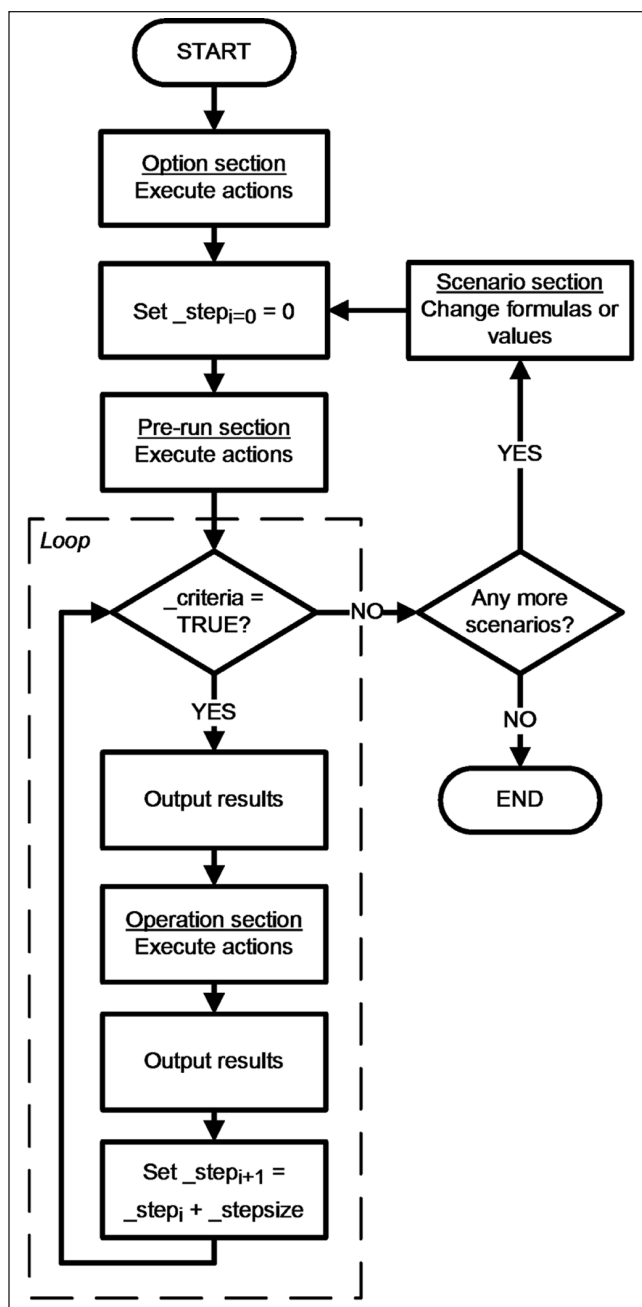 START
Option section
Execute actions
Set _stepi=0 = 0
Scenario section
Change formulas or
values
Pre-run section
Execute actions
YES
Loop
_criteria =
TRUE?
NO
Any more
scenarios?
YES
NO
Output results
END
Operation section
Execute actions
Output results
Set _stepi+1 =
_stepi + _stepsize